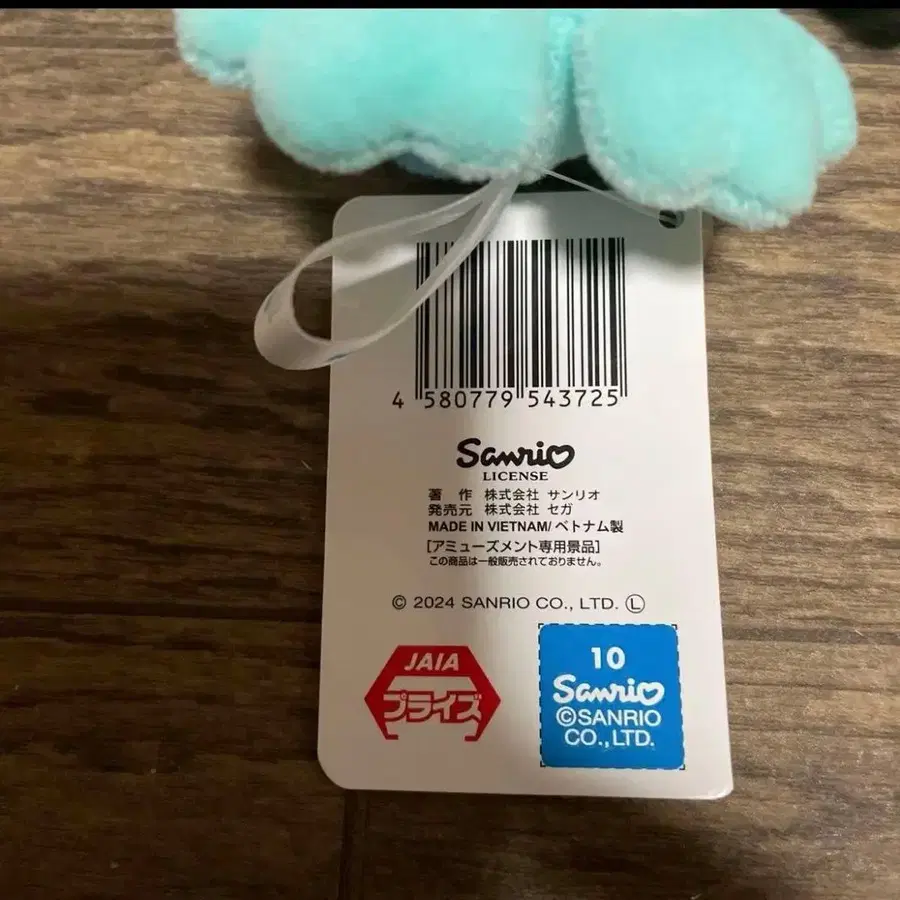 4 580779 543725
Sanrio
LICENSE
著 作 株式会社 サンリオ
発売元 株式会社 セガ
MADE IN VIETNAM/ベトナム製
[アミューズメント専用景品]
この商品は一般販売されておりません。
© 2024 SANRIO CO., LTD. Ⓛ
JAIA
プライズ
10
Sanrio
©SANRIO
CO.,LTD.